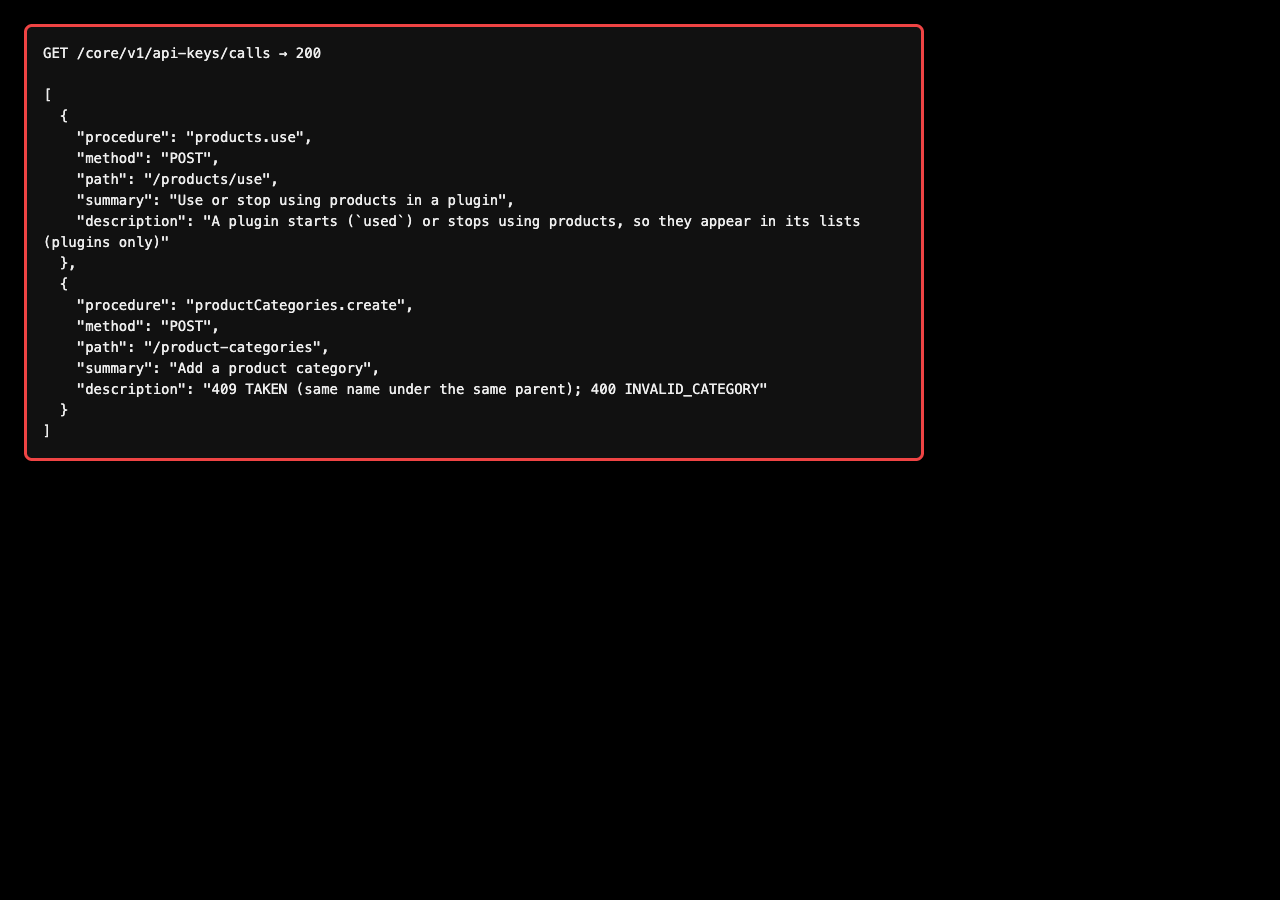 GET /core/v1/api-keys/calls → 200

[
  {
    "procedure": "products.use",
    "method": "POST",
    "path": "/products/use",
    "summary": "Use or stop using products in a plugin",
    "description": "A plugin starts (`used`) or stops using products, so they appear in its lists
(plugins only)"
  },
  {
    "procedure": "productCategories.create",
    "method": "POST",
    "path": "/product-categories",
    "summary": "Add a product category",
    "description": "409 TAKEN (same name under the same parent); 400 INVALID_CATEGORY"
  }
]